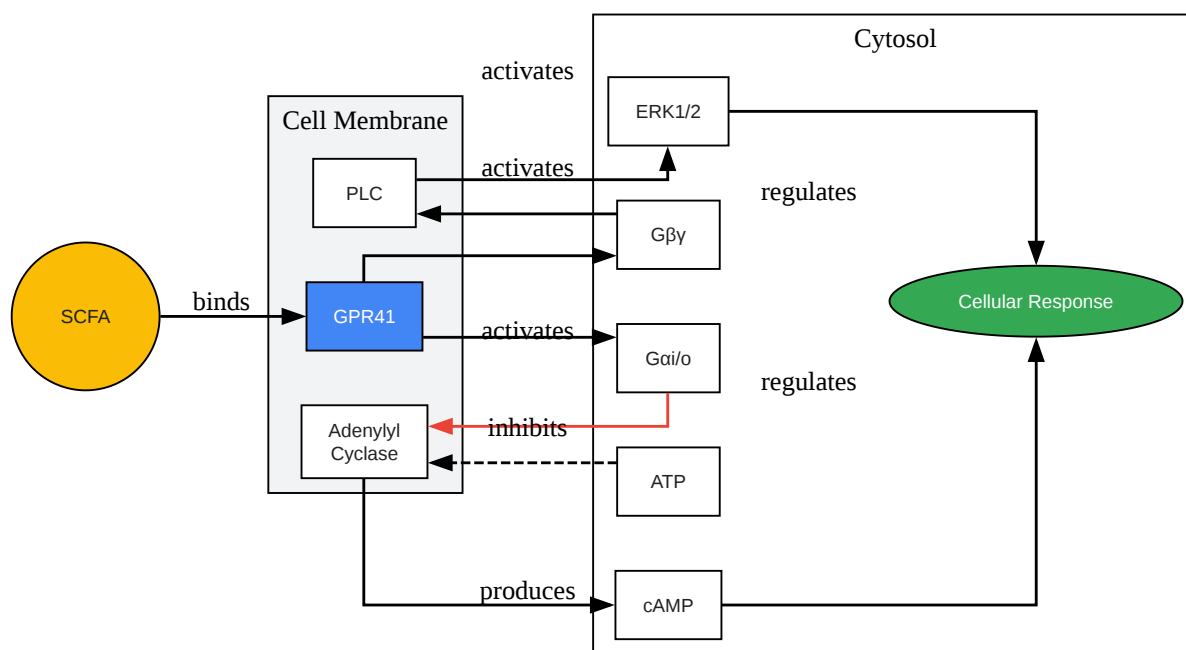 Cytosol
activates
ERK1/2
Cell Membrane
PLC
activates
regulates
Gβγ
SCFA
binds
GPR41
Cellular Response
activates
Gαi/o
regulates
Adenylyl
Cyclase
inhibits
ATP
produces
cAMP